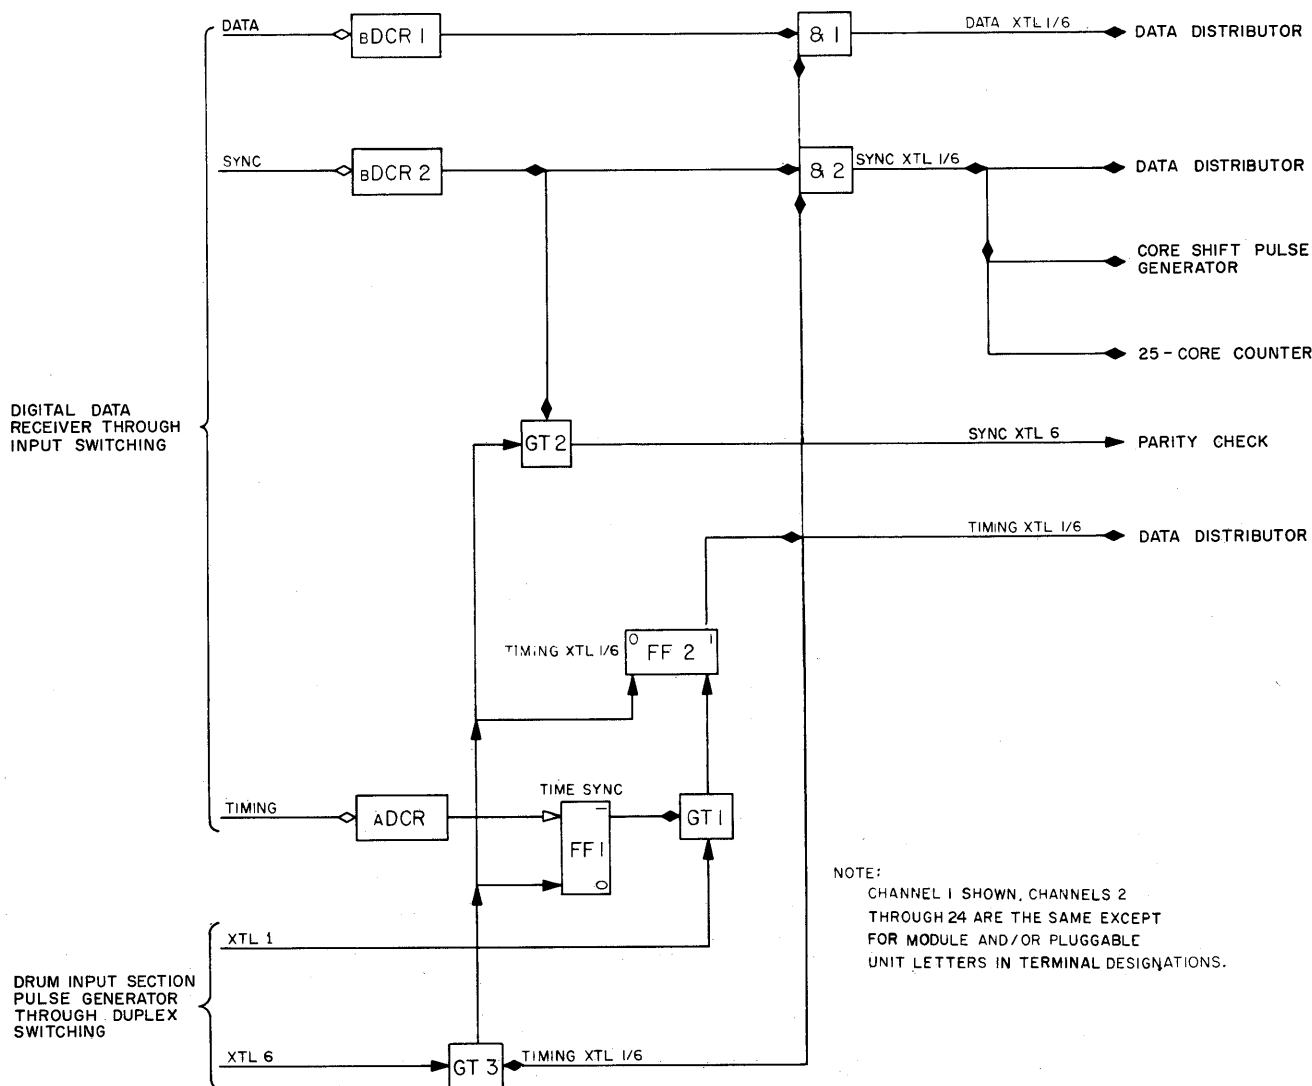 DATA
BDCR 1
& 1
DATA XTL 1/6
DATA DISTRIBUTOR
SYNC
BDCR 2
& 2
SYNC XTL 1/6
DATA DISTRIBUTOR
CORE SHIFT PULSE
GENERATOR
25-CORE COUNTER
DIGITAL DATA
RECEIVER THROUGH
INPUT SWITCHING
GT 2
SYNC XTL 6
PARITY CHECK
TIMING XTL 1/6
DATA DISTRIBUTOR
TIMING XTL 1/6
0
FF 2
1
TIMING
ADCR
TIME SYNC
1
FF 1
0
GT 1
NOTE:
CHANNEL 1 SHOWN, CHANNELS 2
THROUGH 24 ARE THE SAME EXCEPT
FOR MODULE AND/OR PLUGGABLE
UNIT LETTERS IN TERMINAL DESIGNATIONS.
XTL 1
DRUM INPUT SECTION
PULSE GENERATOR
THROUGH DUPLEX
SWITCHING
XTL 6
GT 3
TIMING XTL 1/6